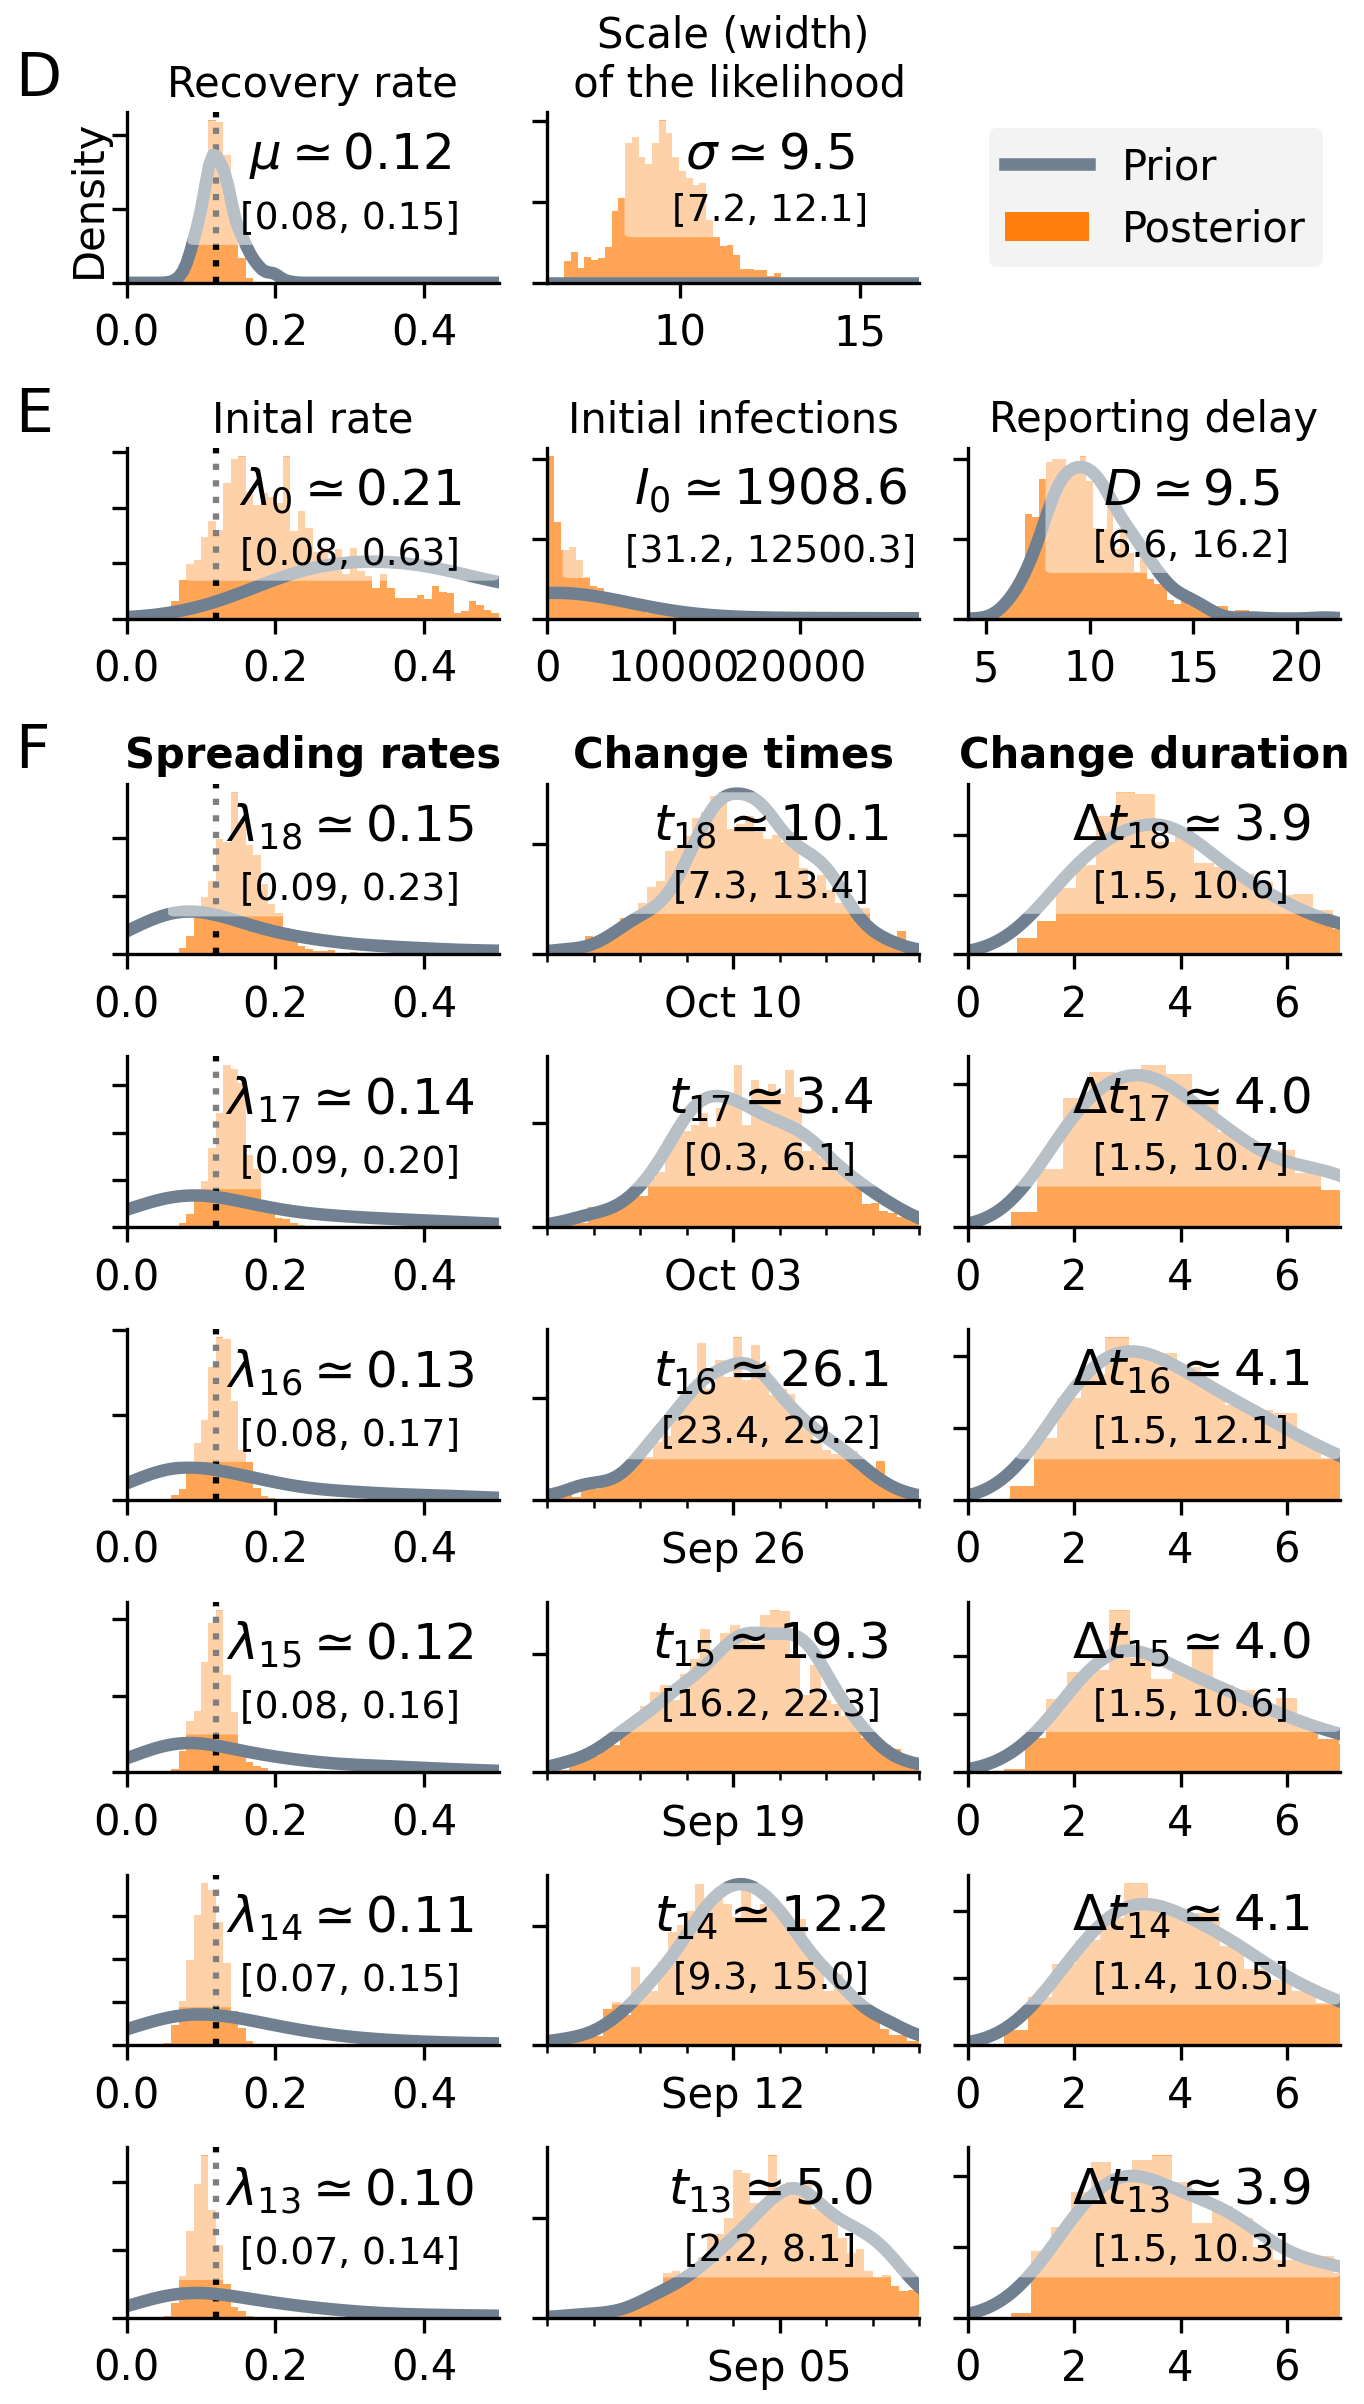 D
Recovery rate
Density
μ ≃ 0.12
[0.08, 0.15]
0.0 0.2 0.4
Scale (width)
of the likelihood
σ ≃ 9.5
[7.2, 12.1]
10 15
Prior
Posterior
E
Inital rate
λ0 ≃ 0.21
[0.08, 0.63]
0.0 0.2 0.4
Initial infections
I0 ≃ 1908.6
[31.2, 12500.3]
0 10000 20000
Reporting delay
D ≃ 9.5
[6.6, 16.2]
5 10 15 20
F
Spreading rates
Change times
Change duration
λ18 ≃ 0.15
[0.09, 0.23]
0.0 0.2 0.4
t18 ≃ 10.1
[7.3, 13.4]
Oct 10
Δt18 ≃ 3.9
[1.5, 10.6]
0 2 4 6
λ17 ≃ 0.14
[0.09, 0.20]
0.0 0.2 0.4
t17 ≃ 3.4
[0.3, 6.1]
Oct 03
Δt17 ≃ 4.0
[1.5, 10.7]
0 2 4 6
λ16 ≃ 0.13
[0.08, 0.17]
0.0 0.2 0.4
t16 ≃ 26.1
[23.4, 29.2]
Sep 26
Δt16 ≃ 4.1
[1.5, 12.1]
0 2 4 6
λ15 ≃ 0.12
[0.08, 0.16]
0.0 0.2 0.4
t15 ≃ 19.3
[16.2, 22.3]
Sep 19
Δt15 ≃ 4.0
[1.5, 10.6]
0 2 4 6
λ14 ≃ 0.11
[0.07, 0.15]
0.0 0.2 0.4
t14 ≃ 12.2
[9.3, 15.0]
Sep 12
Δt14 ≃ 4.1
[1.4, 10.5]
0 2 4 6
λ13 ≃ 0.10
[0.07, 0.14]
0.0 0.2 0.4
t13 ≃ 5.0
[2.2, 8.1]
Sep 05
Δt13 ≃ 3.9
[1.5, 10.3]
0 2 4 6